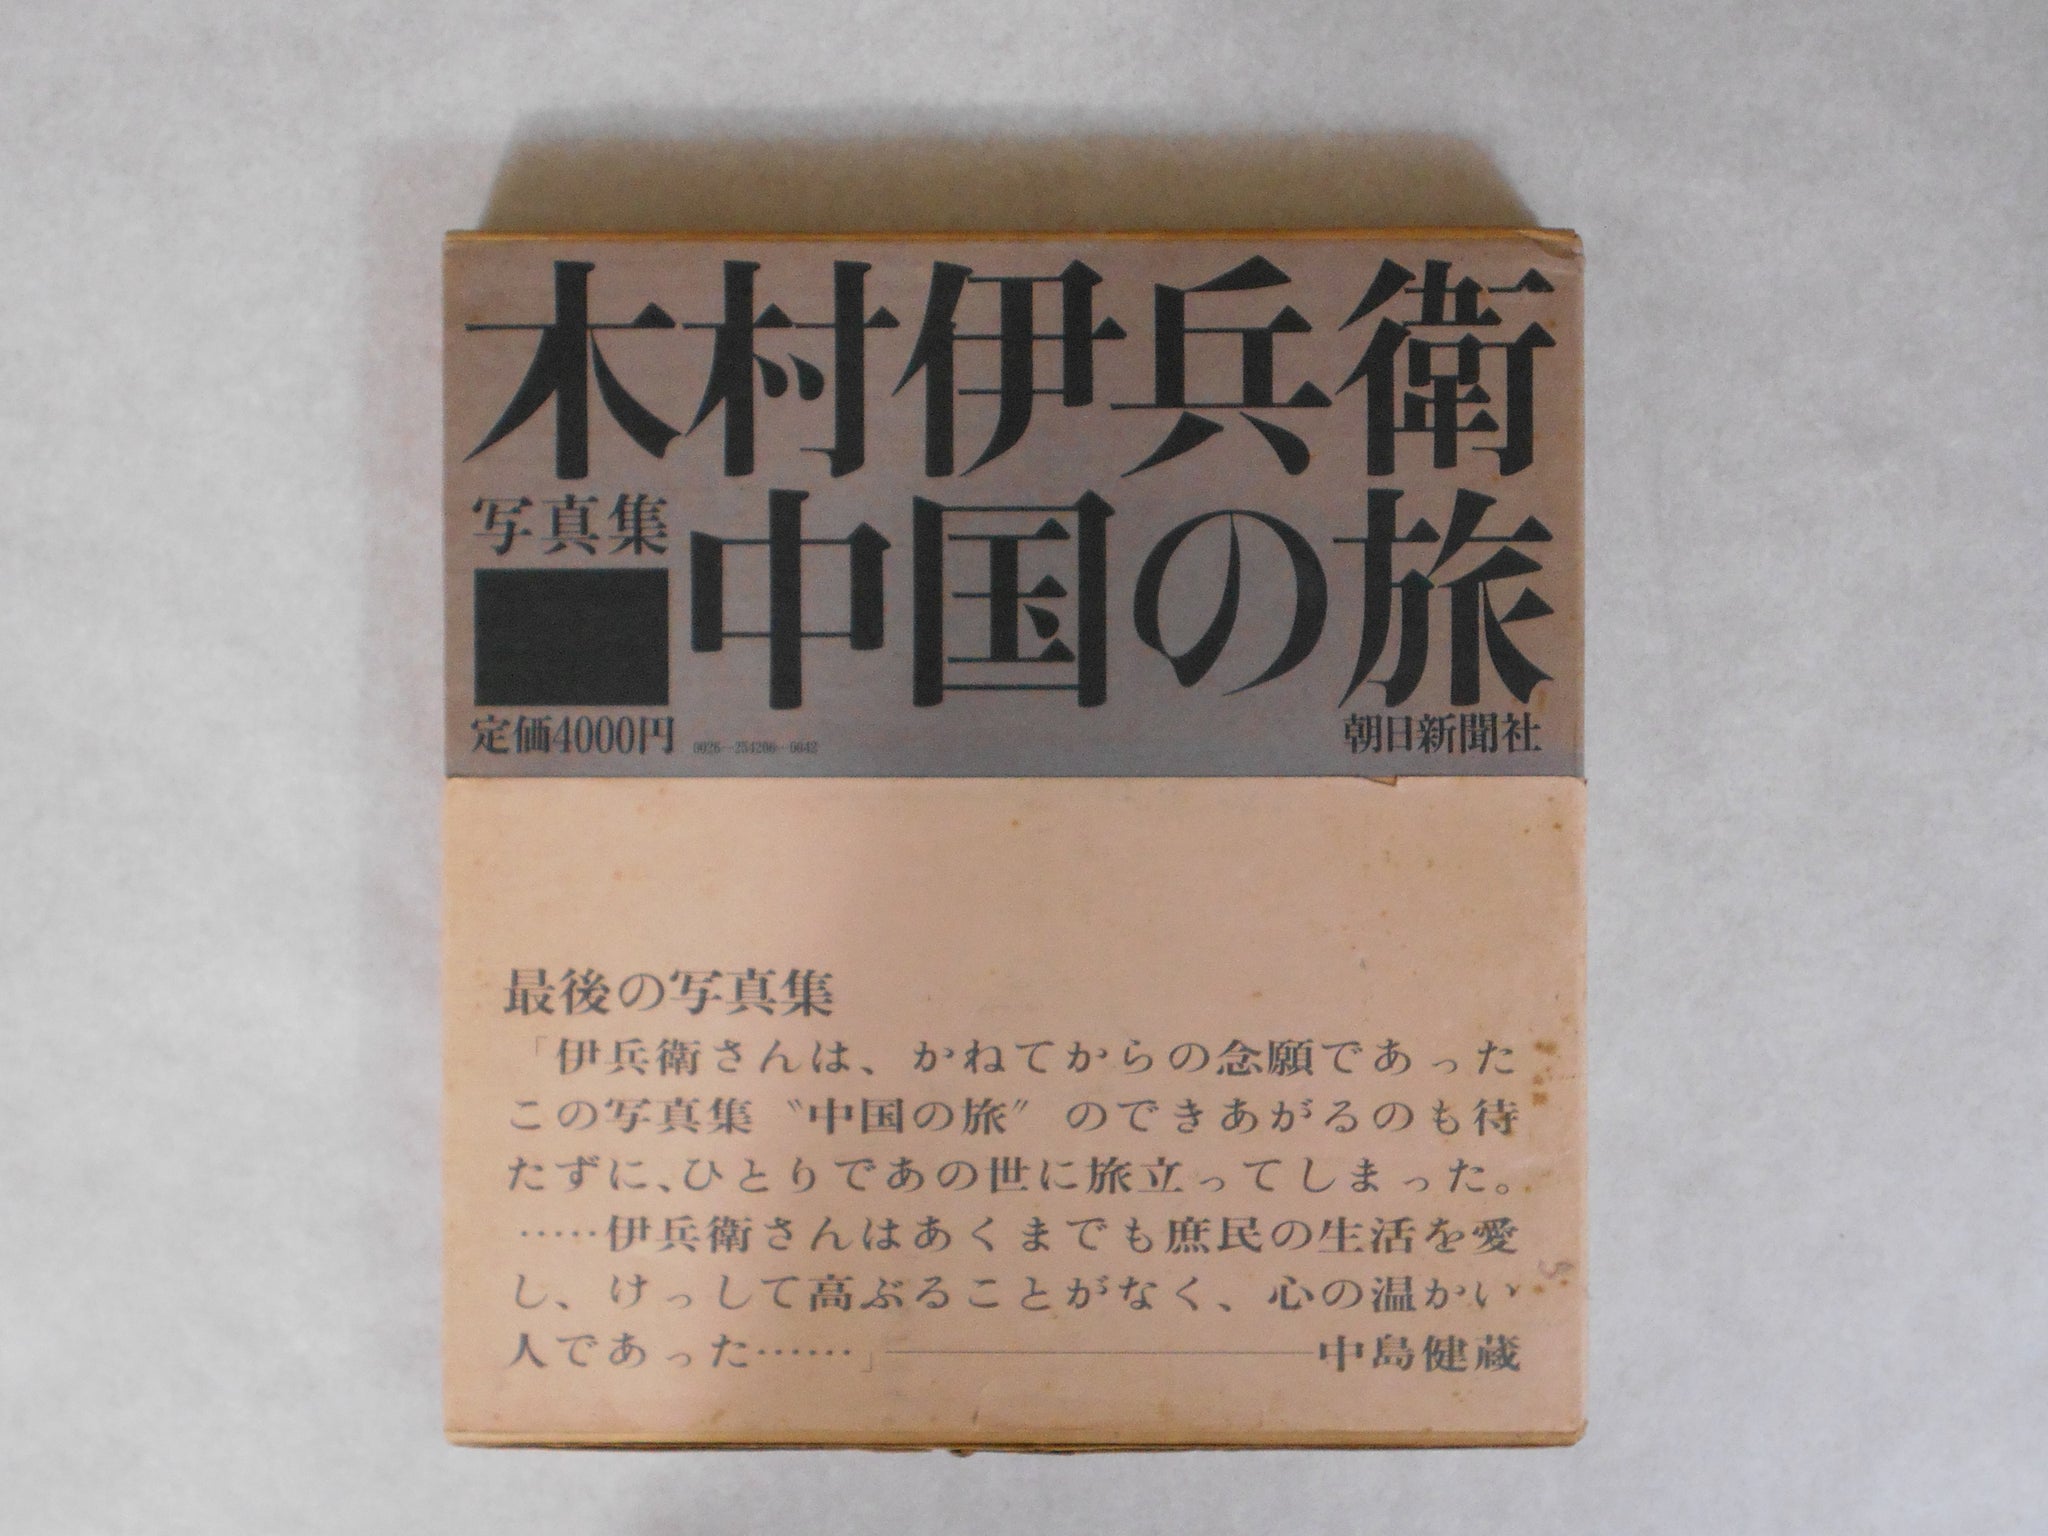 木村伊兵衛
写真集
中国の旅
定価4000円
0026-254206-0042
朝日新聞社
最後の写真集
「伊兵衛さんは、かねてからの念願であった
この写真集〝中国の旅〟のできあがるのも待
たずに、ひとりであの世に旅立ってしまった。
……伊兵衛さんはあくまでも庶民の生活を愛
し、けっして高ぶることがなく、心の温かい
人であった……」――中島健蔵